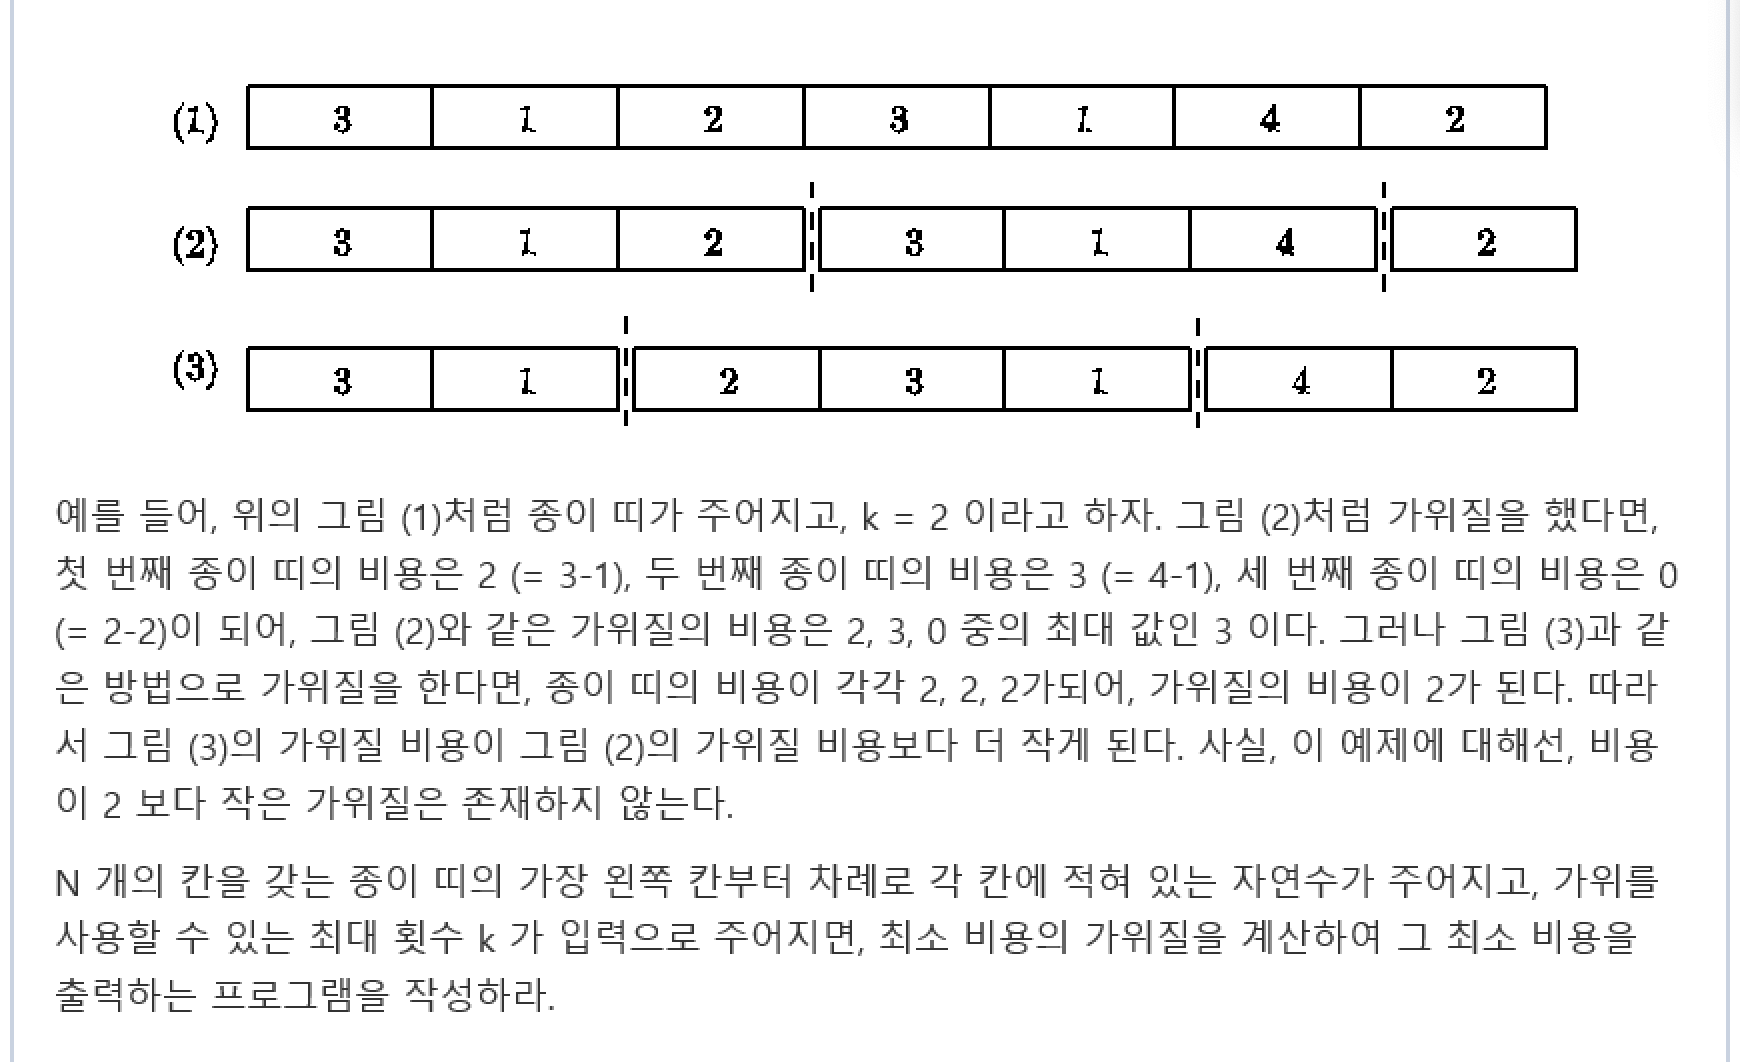 (1) 3 1 2 3 1 4 2
(2) 3 1 2 3 1 4 2
(3) 3 1 2 3 1 4 2
예를 들어, 위의 그림 (1)처럼 종이 띠가 주어지고, k = 2 이라고 하자. 그림 (2)처럼 가위질을 했다면,
첫 번째 종이 띠의 비용은 2 (= 3-1), 두 번째 종이 띠의 비용은 3 (= 4-1), 세 번째 종이 띠의 비용은 0
(= 2-2)이 되어, 그림 (2)와 같은 가위질의 비용은 2, 3, 0 중의 최대 값인 3 이다. 그러나 그림 (3)과 같
은 방법으로 가위질을 한다면, 종이 띠의 비용이 각각 2, 2, 2가되어, 가위질의 비용이 2가 된다. 따라
서 그림 (3)의 가위질 비용이 그림 (2)의 가위질 비용보다 더 작게 된다. 사실, 이 예제에 대해선, 비용
이 2 보다 작은 가위질은 존재하지 않는다.
N 개의 칸을 갖는 종이 띠의 가장 왼쪽 칸부터 차례로 각 칸에 적혀 있는 자연수가 주어지고, 가위를
사용할 수 있는 최대 횟수 k 가 입력으로 주어지면, 최소 비용의 가위질을 계산하여 그 최소 비용을
출력하는 프로그램을 작성하라.